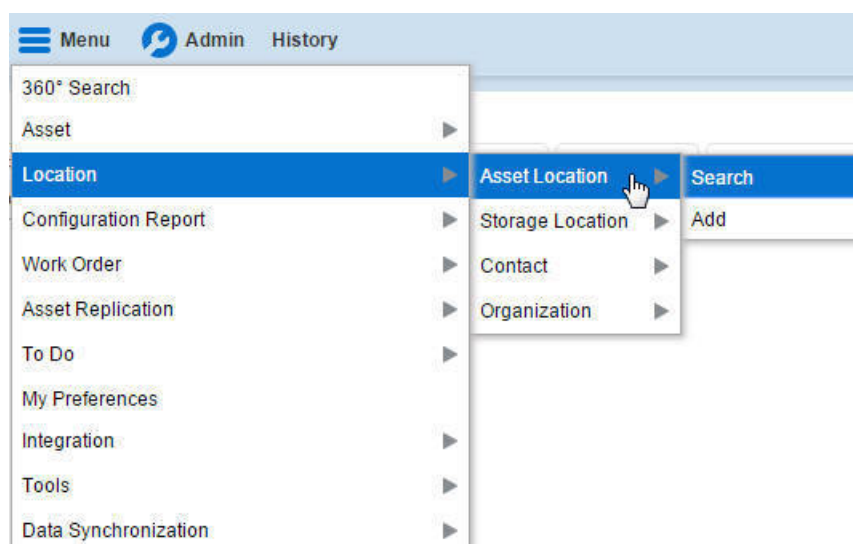 Menu Admin History
360° Search
Asset
Location
Configuration Report
Work Order
Asset Replication
To Do
My Preferences
Integration
Tools
Data Synchronization
Asset Location
Storage Location
Contact
Organization
Search
Add